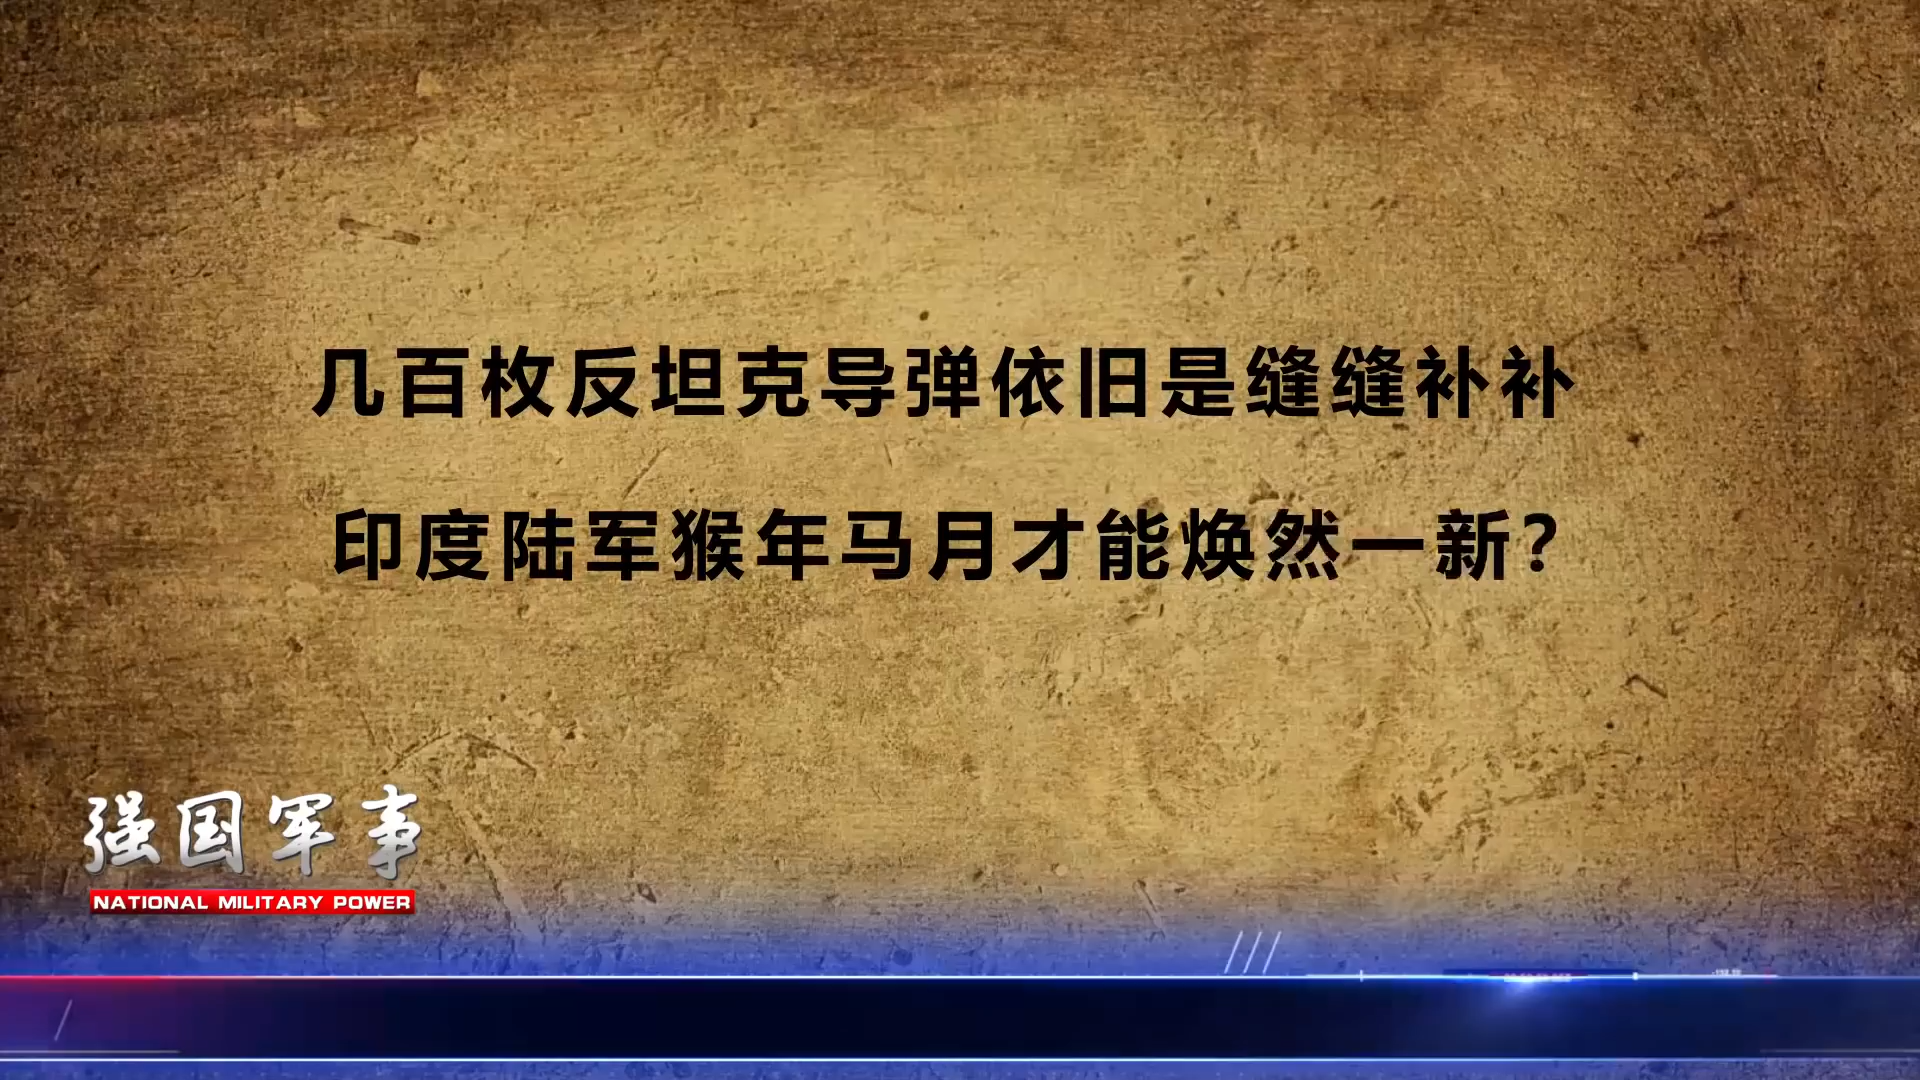 几百枚反坦克导弹依旧是缝缝补补
印度陆军猴年马月才能焕然一新？
强国军事
NATIONAL MILITARY POWER